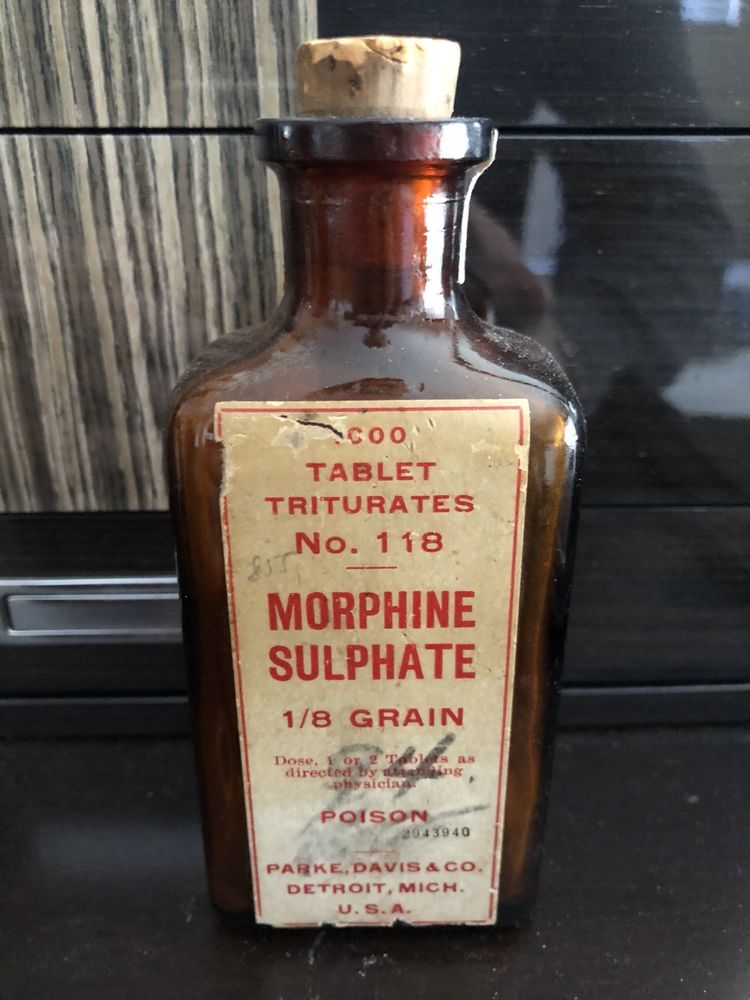 1000
TABLET
TRITURATES
No. 118
MORPHINE
SULPHATE
1/8 GRAIN
Dose, 1 or 2 Tablets as
directed by attending
physician.
POISON
2943940
PARKE, DAVIS & CO.
DETROIT, MICH.
U. S. A.